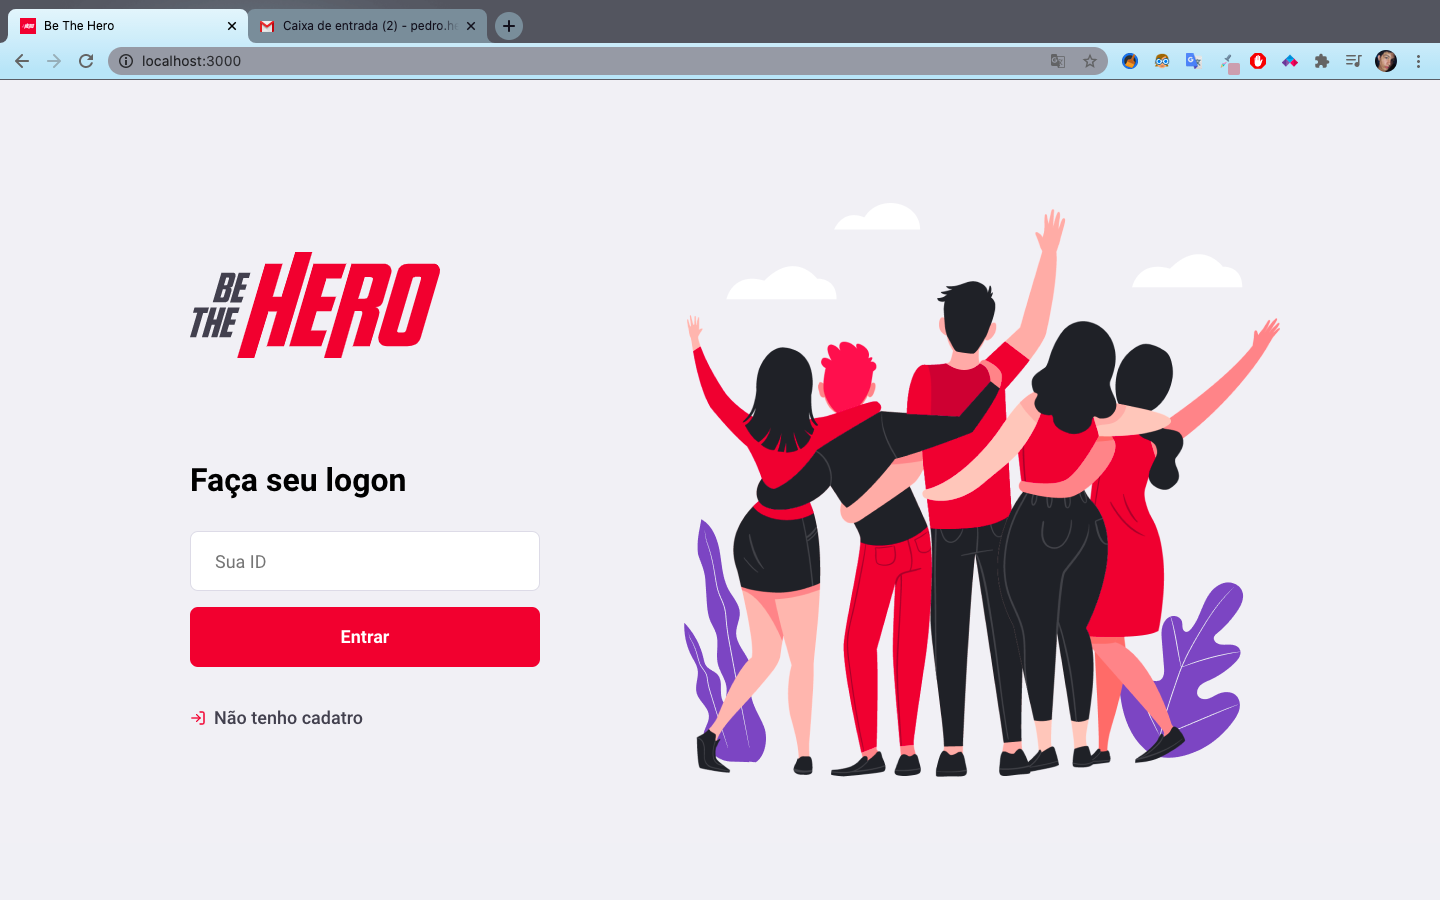 Be The Hero
Caixa de entrada (2) - pedro.he
localhost:3000
BE THE HERO
Faça seu logon
Sua ID
Entrar
Não tenho cadatro